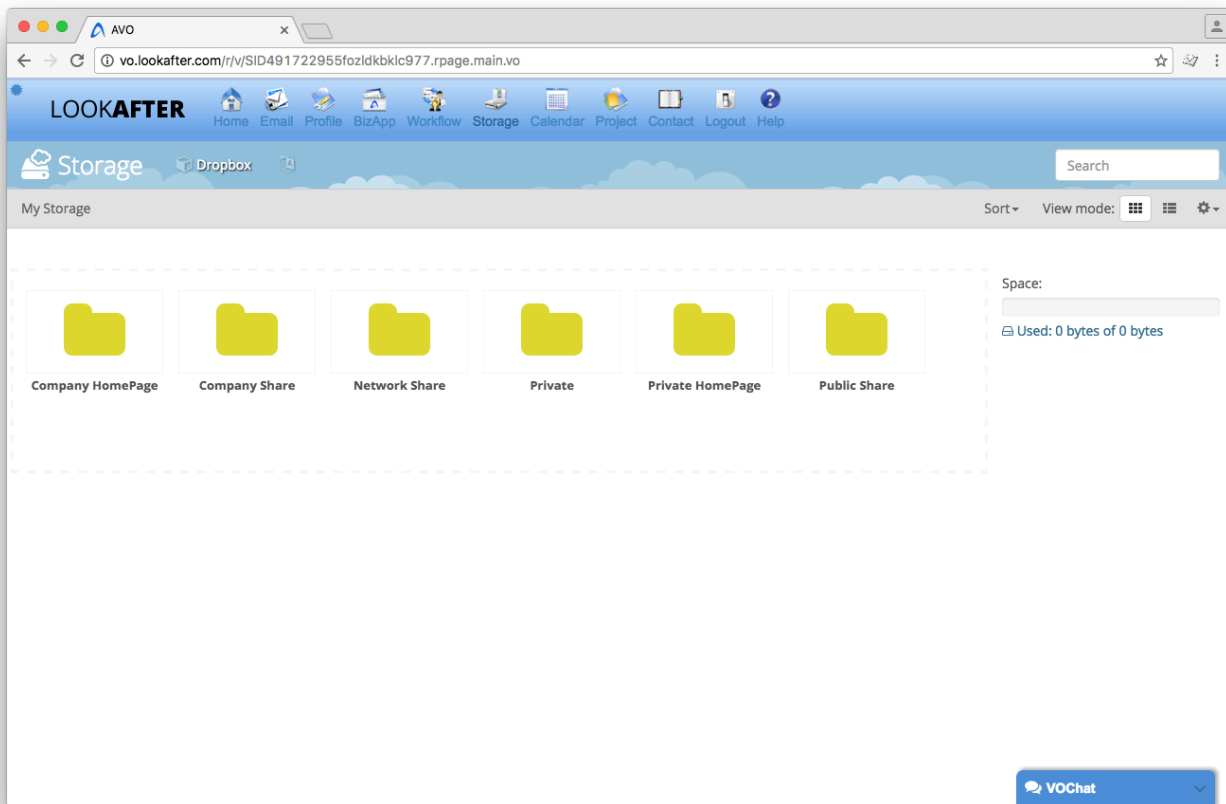 AVO
vo.lookafter.com/r/v/SID491722955fozldkbklc977.rpage.main.vo
LOOKAFTER
Home Email Profile BizApp Workflow Storage Calendar Project Contact Logout Help
Storage Dropbox Search
My Storage Sort View mode:
Space:
Used: 0 bytes of 0 bytes
Company HomePage Company Share Network Share Private Private HomePage Public Share
VOChat